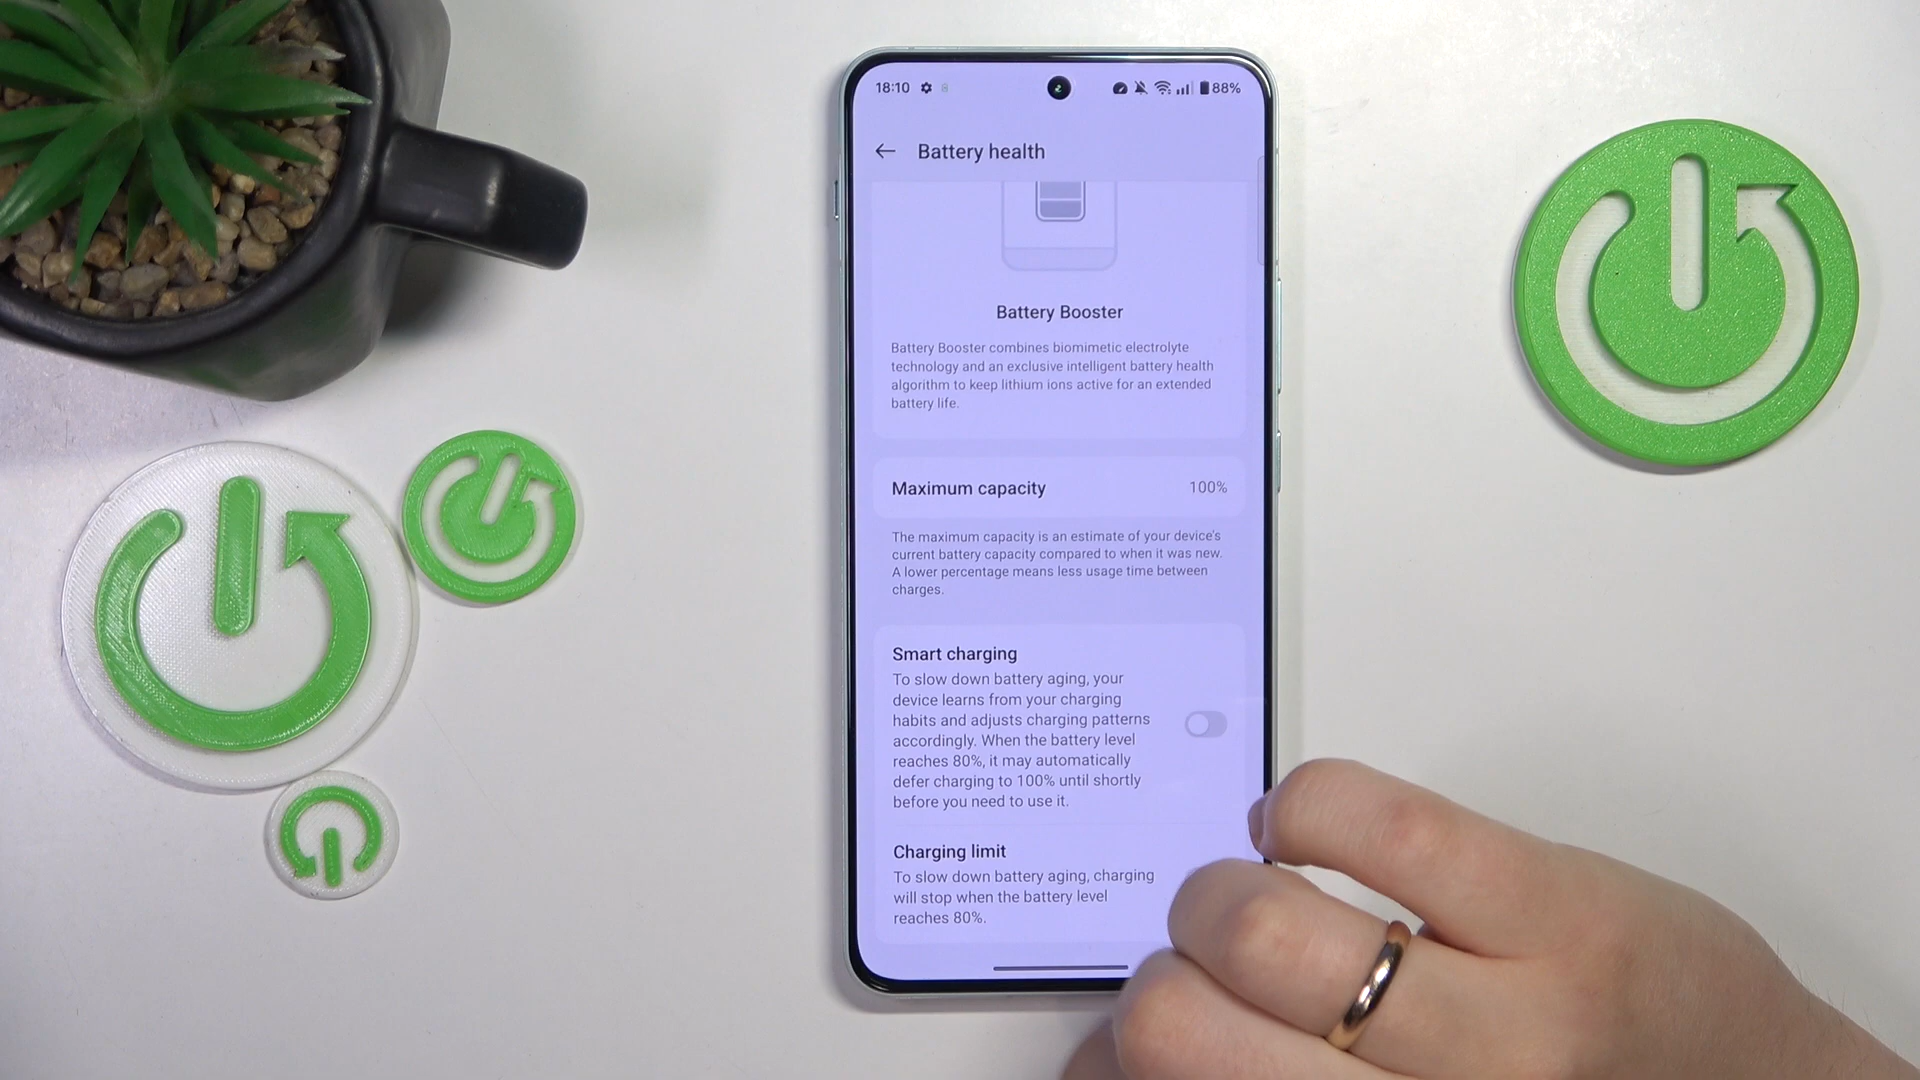 18:10 88%
Battery health
Battery Booster
Battery Booster combines biomimetic electrolyte
technology and an exclusive intelligent battery health
algorithm to keep lithium ions active for an extended
battery life.
Maximum capacity 100%
The maximum capacity is an estimate of your device's
current battery capacity compared to when it was new.
A lower percentage means less usage time between
charges.
Smart charging
To slow down battery aging, your
device learns from your charging
habits and adjusts charging patterns
accordingly. When the battery level
reaches 80%, it may automatically
defer charging to 100% until shortly
before you need to use it.
Charging limit
To slow down battery aging, charging
will stop when the battery level
reaches 80%.